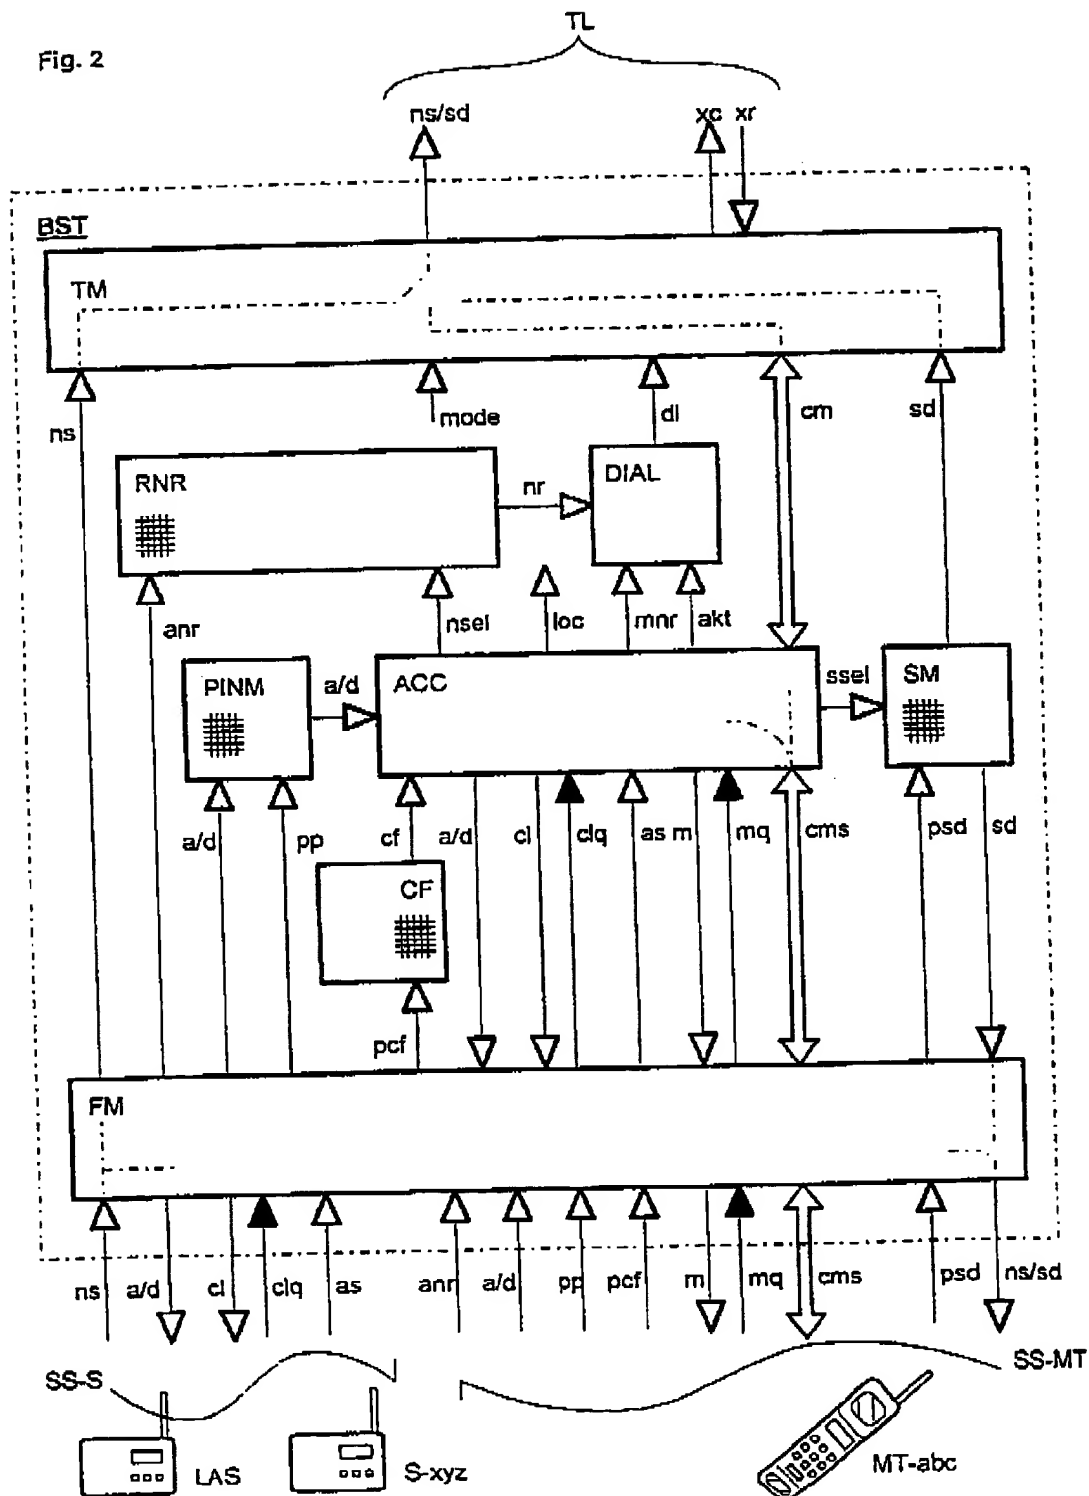 TL
Fig. 2
ns/sd
xc xr
BST
TM
ns
mode
dl
cm
sd
RNR
nr
DIAL
anr
nsel
loc
mnr
akt
PINM
a/d
ACC
ssel
SM
a/d
pp
cf
a/d
cl
clq
as m
mq
cms
psd
sd
CF
pcf
FM
ns
a/d
cl
clq
as
anr
a/d
pp
pcf
m
mq
cms
psd
ns/sd
SS-S
SS-MT
LAS
S-xyz
MT-abc